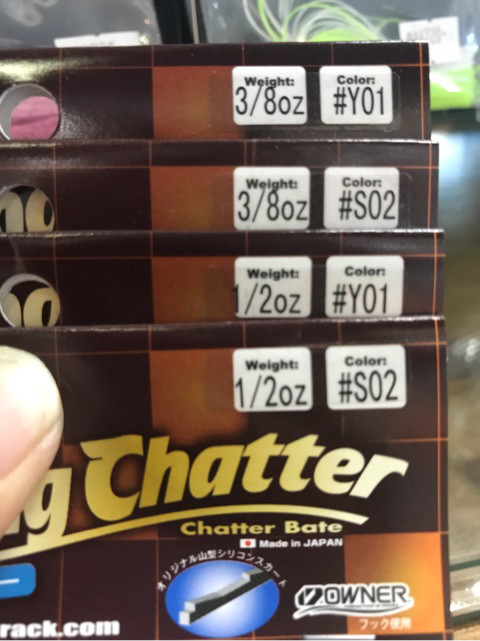 Weight: Color:
3/8oz #Y01
Weight: Color:
3/8oz #S02
Weight: Color:
1/2oz #Y01
Weight: Color:
1/2oz #S02
g Chatter
Chatter Bate
Made in JAPAN
オリジナル山型シリコンスカート
OWNER
フック使用
rack.com